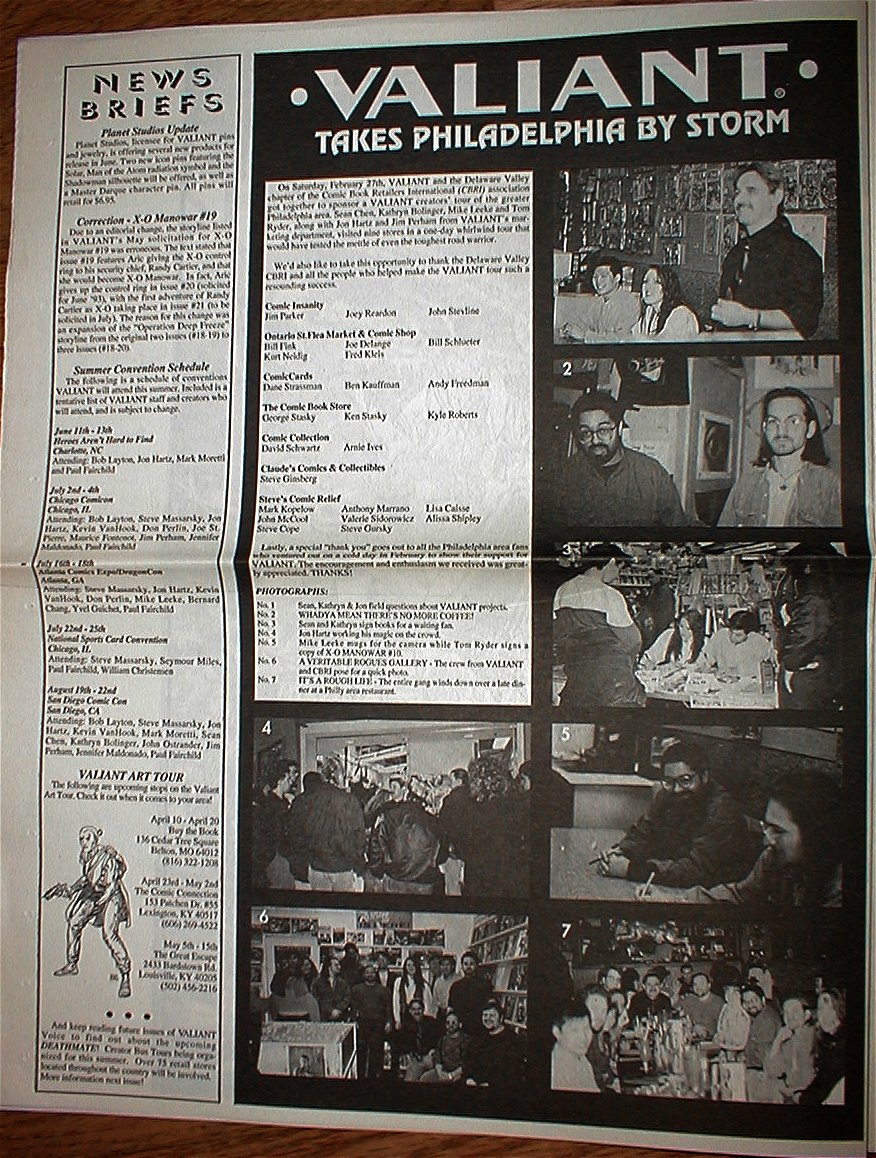 NEWS
BRIEFS
Planet Studios Update
Planet Studios, licensee for VALIANT pins
and jewelry, is offering several new products for
release in June. Two new icon pins featuring the
Solar, Man of the Atom radiation symbol and the
Shadowman silhouette will be offered, as well as
a Master Darque character pin. All pins will
retail for $6.95.
Correction - X-O Manowar #19
Due to an editorial change, the storyline listed
in VALIANT's May solicitation for X-O
Manowar #19 was erroneous. The text stated that
issue #19 features Aric giving the X-O control
ring to his security chief, Randy Cartier, and that
she would become X-O Manowar. In fact, Aric
gives up the control ring in issue #20 (solicited
for June '93), with the first adventure of Randy
Cartier as X-O taking place in issue #21 (to be
solicited in July). The reason for this change was
an expansion of the "Operation Deep Freeze"
storyline from the original two issues (#18-19) to
three issues (#18-20).
Summer Convention Schedule
The following is a schedule of conventions
VALIANT will attend this summer. Included is a
tentative list of VALIANT staff and creators who
will attend, and is subject to change.
June 11th - 13th
Heroes Aren't Hard to Find
Charlotte, NC
Attending: Bob Layton, Jon Hartz, Mark Moretti
and Paul Fairchild
July 2nd - 4th
Chicago Comicon
Chicago, IL
Attending: Bob Layton, Steve Massarsky, Jon
Hartz, Kevin VanHook, Don Perlin, Joe St.
Pierre, Maurice Fontenot, Jim Perham, Jennifer
Maldonado, Paul Fairchild
July 16th - 18th
Atlanta Comics Expo/DragonCon
Atlanta, GA
Attending: Steve Massarsky, Jon Hartz, Kevin
VanHook, Don Perlin, Mike Leeke, Bernard
Chang, Yvel Guichet, Paul Fairchild
July 22nd - 25th
National Sports Card Convention
Chicago, IL
Attending: Steve Massarsky, Seymour Miles,
Paul Fairchild, William Christensen
August 19th - 22nd
San Diego Comic Con
San Diego, CA
Attending: Bob Layton, Steve Massarsky, Jon
Hartz, Kevin VanHook, Mark Moretti, Sean
Chen, Kathryn Bolinger, John Ostrander, Jim
Perham, Jennifer Maldonado, Paul Fairchild
VALIANT ART TOUR
The following are upcoming stops on the Valiant
Art Tour. Check it out when it comes to your area!
April 10 - April 20
Buy the Book
136 Cedar Tree Square
Belton, MO 64012
(816) 322-1208
April 23rd - May 2nd
The Comic Connection
153 Patchen Dr. #55
Lexington, KY 40517
(606) 269-4522
May 5th - 15th
The Great Escape
2433 Bardstown Rd.
Louisville, KY 40205
(502) 456-2216
• • •
And keep reading future issues of VALIANT
Voice to find out about the upcoming
DEATHMATE! Creator Bus Tours being orga-
nized for this summer. Over 75 retail stores
located throughout the country will be involved.
More information next issue!
• VALIANT® •
TAKES PHILADELPHIA BY STORM
On Saturday, February 27th, VALIANT and the Delaware Valley
chapter of the Comic Book Retailers International (CBRI) association
got together to sponsor a VALIANT creators' tour of the greater
Philadelphia area. Sean Chen, Kathryn Bolinger, Mike Leeke and Tom
Ryder, along with Jon Hartz and Jim Perham from VALIANT's mar-
keting department, visited nine stores in a one-day whirlwind tour that
would have tested the mettle of even the toughest road warrior.
We'd also like to take this opportunity to thank the Delaware Valley
CBRI and all the people who helped make the VALIANT tour such a
resounding success.
Comic Insanity
Jim Parker Joey Reardon John Stevline
Ontario St. Flea Market & Comic Shop
Bill Fink Joe Delange Bill Schlueter
Kurt Neidig Fred Kleis
ComicCards
Dane Strassman Ben Kauffman Andy Freedman
The Comic Book Store
George Stasky Ken Stasky Kyle Roberts
Comic Collection
David Schwartz Arnie Ives
Claude's Comics & Collectibles
Steve Ginsberg
Steve's Comic Relief
Mark Kopelow Anthony Marrano Lisa Caisse
John McCool Valerie Sidorowicz Alissa Shipley
Steve Cope Steve Gursky
Lastly, a special "thank you" goes out to all the Philadelphia area fans
who ventured out on a cold day in February to show their support for
VALIANT. The encouragement and enthusiasm we received was great-
ly appreciated. THANKS!
PHOTOGRAPHS:
No. 1 Sean, Kathryn & Jon field questions about VALIANT projects.
No. 2 WHADYA MEAN THERE'S NO MORE COFFEE!
No. 3 Sean and Kathryn sign books for a waiting fan.
No. 4 Jon Hartz working his magic on the crowd.
No. 5 Mike Leeke mugs for the camera while Tom Ryder signs a
copy of X-O MANOWAR #10.
No. 6 A VERITABLE ROGUES GALLERY - The crew from VALIANT
and CBRI pose for a quick photo.
No. 7 IT'S A ROUGH LIFE - The entire gang winds down over a late din-
ner at a Philly area restaurant.
2
3
4
5
6
7